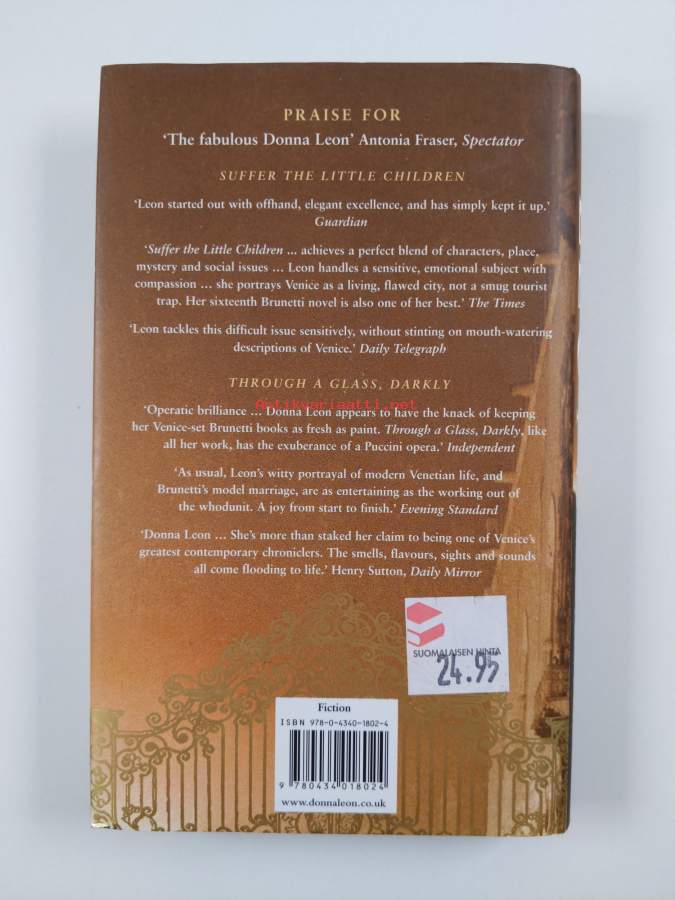 PRAISE FOR
‘The fabulous Donna Leon’ Antonia Fraser, Spectator
SUFFER THE LITTLE CHILDREN
‘Leon started out with offhand, elegant excellence, and has simply kept it up.’
Guardian
‘Suffer the Little Children ... achieves a perfect blend of characters, place,
mystery and social issues ... Leon handles a sensitive, emotional subject with
compassion ... she portrays Venice as a living, flawed city, not a smug tourist
trap. Her sixteenth Brunetti novel is also one of her best.’ The Times
‘Leon tackles this difficult issue sensitively, without stinting on mouth-watering
descriptions of Venice.’ Daily Telegraph
THROUGH A GLASS, DARKLY
Antikvariaatti.net
‘Operatic brilliance ... Donna Leon appears to have the knack of keeping
her Venice-set Brunetti books as fresh as paint. Through a Glass, Darkly, like
all her work, has the exuberance of a Puccini opera.’ Independent
‘As usual, Leon’s witty portrayal of modern Venetian life, and
Brunetti’s model marriage, are as entertaining as the working out of
the whodunit. A joy from start to finish.’ Evening Standard
‘Donna Leon ... She’s more than staked her claim to being one of Venice’s
greatest contemporary chroniclers. The smells, flavours, sights and sounds
all come flooding to life.’ Henry Sutton, Daily Mirror
SUOMALAISEN HINTA
24.95
Fiction
ISBN 978-0-4340-1802-4
9 780434 018024
www.donnaleon.co.uk